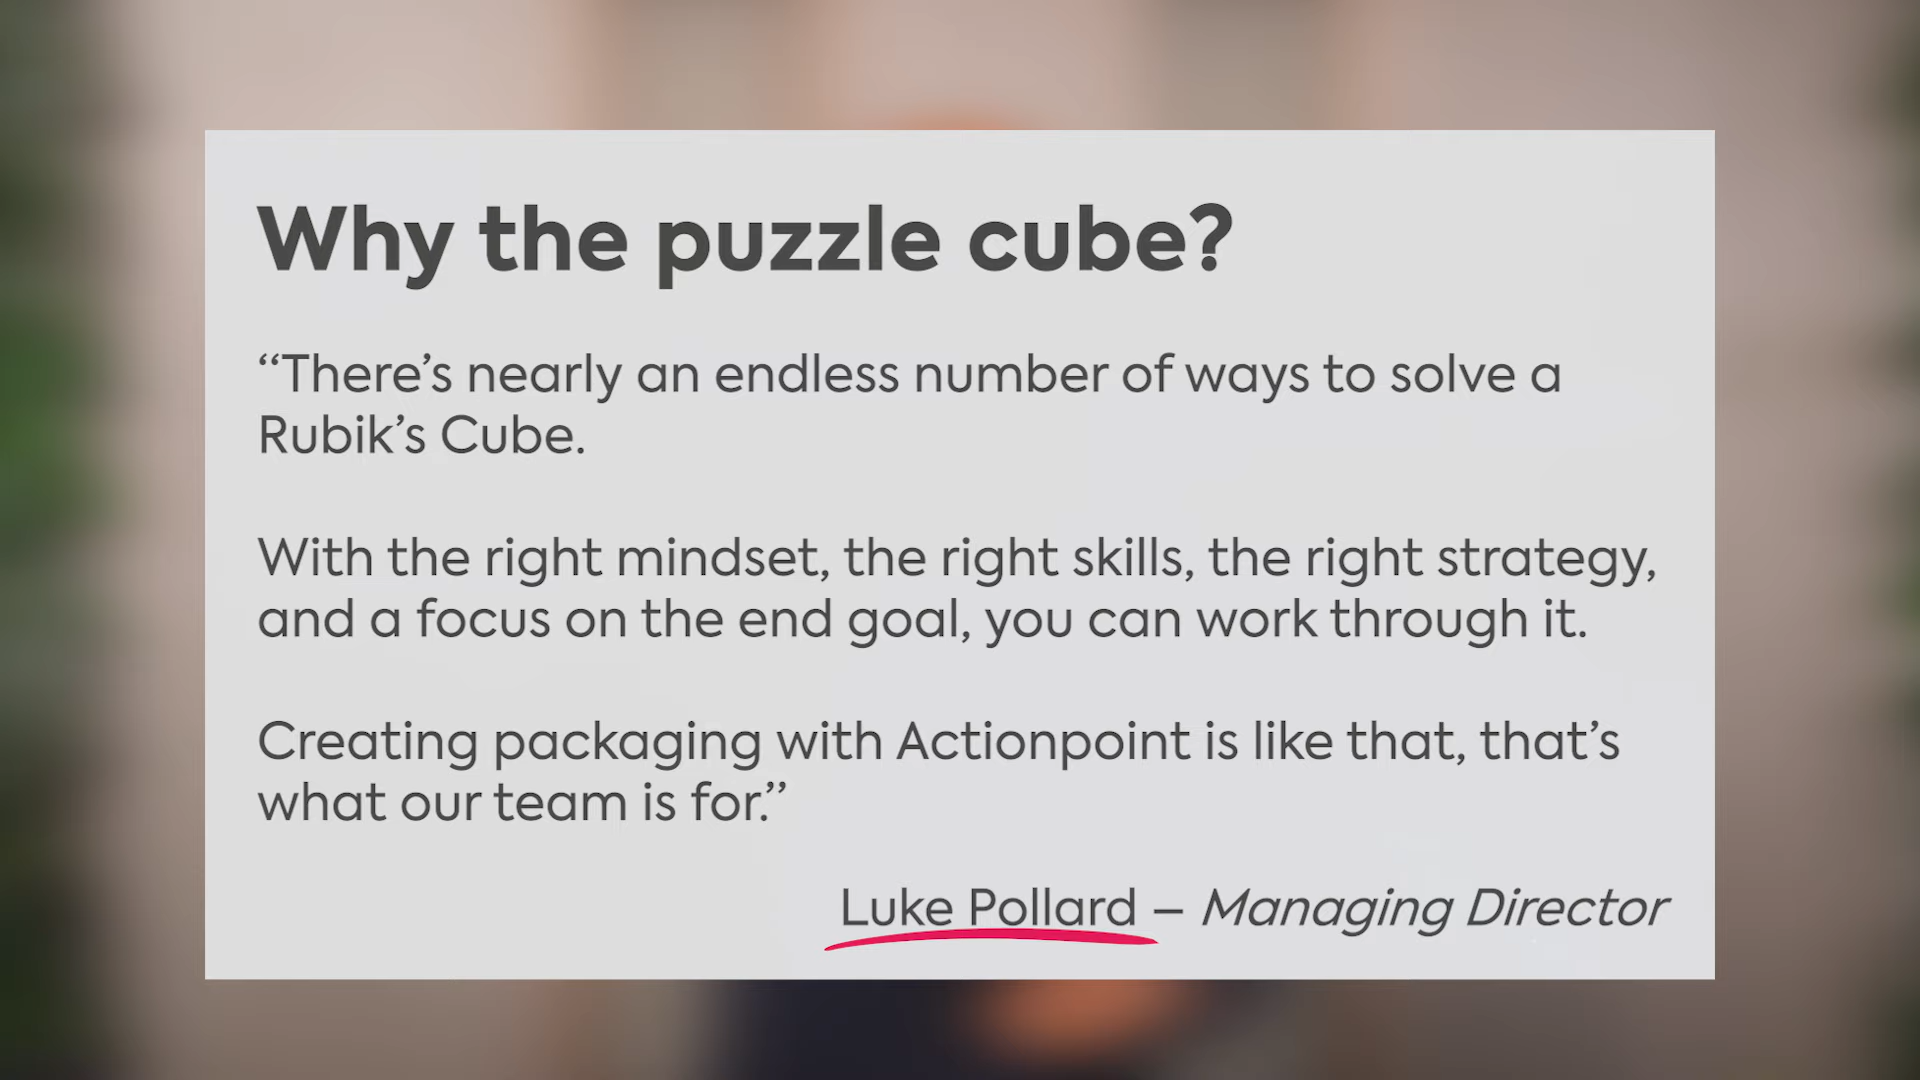 Why the puzzle cube?
“There’s nearly an endless number of ways to solve a
Rubik’s Cube.
With the right mindset, the right skills, the right strategy,
and a focus on the end goal, you can work through it.
Creating packaging with Actionpoint is like that, that’s
what our team is for.”
Luke Pollard – Managing Director